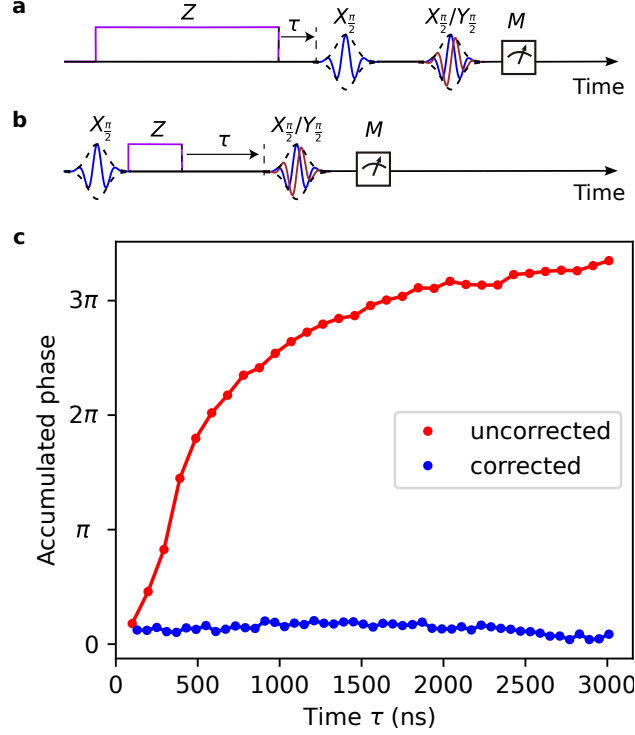 a
Z
τ
X_{π/2}
X_{π/2}/Y_{π/2}
M
Time
b
X_{π/2}
Z
τ
X_{π/2}/Y_{π/2}
M
Time
c
Accumulated phase
3π
2π
π
0
uncorrected
corrected
0 500 1000 1500 2000 2500 3000
Time τ (ns)